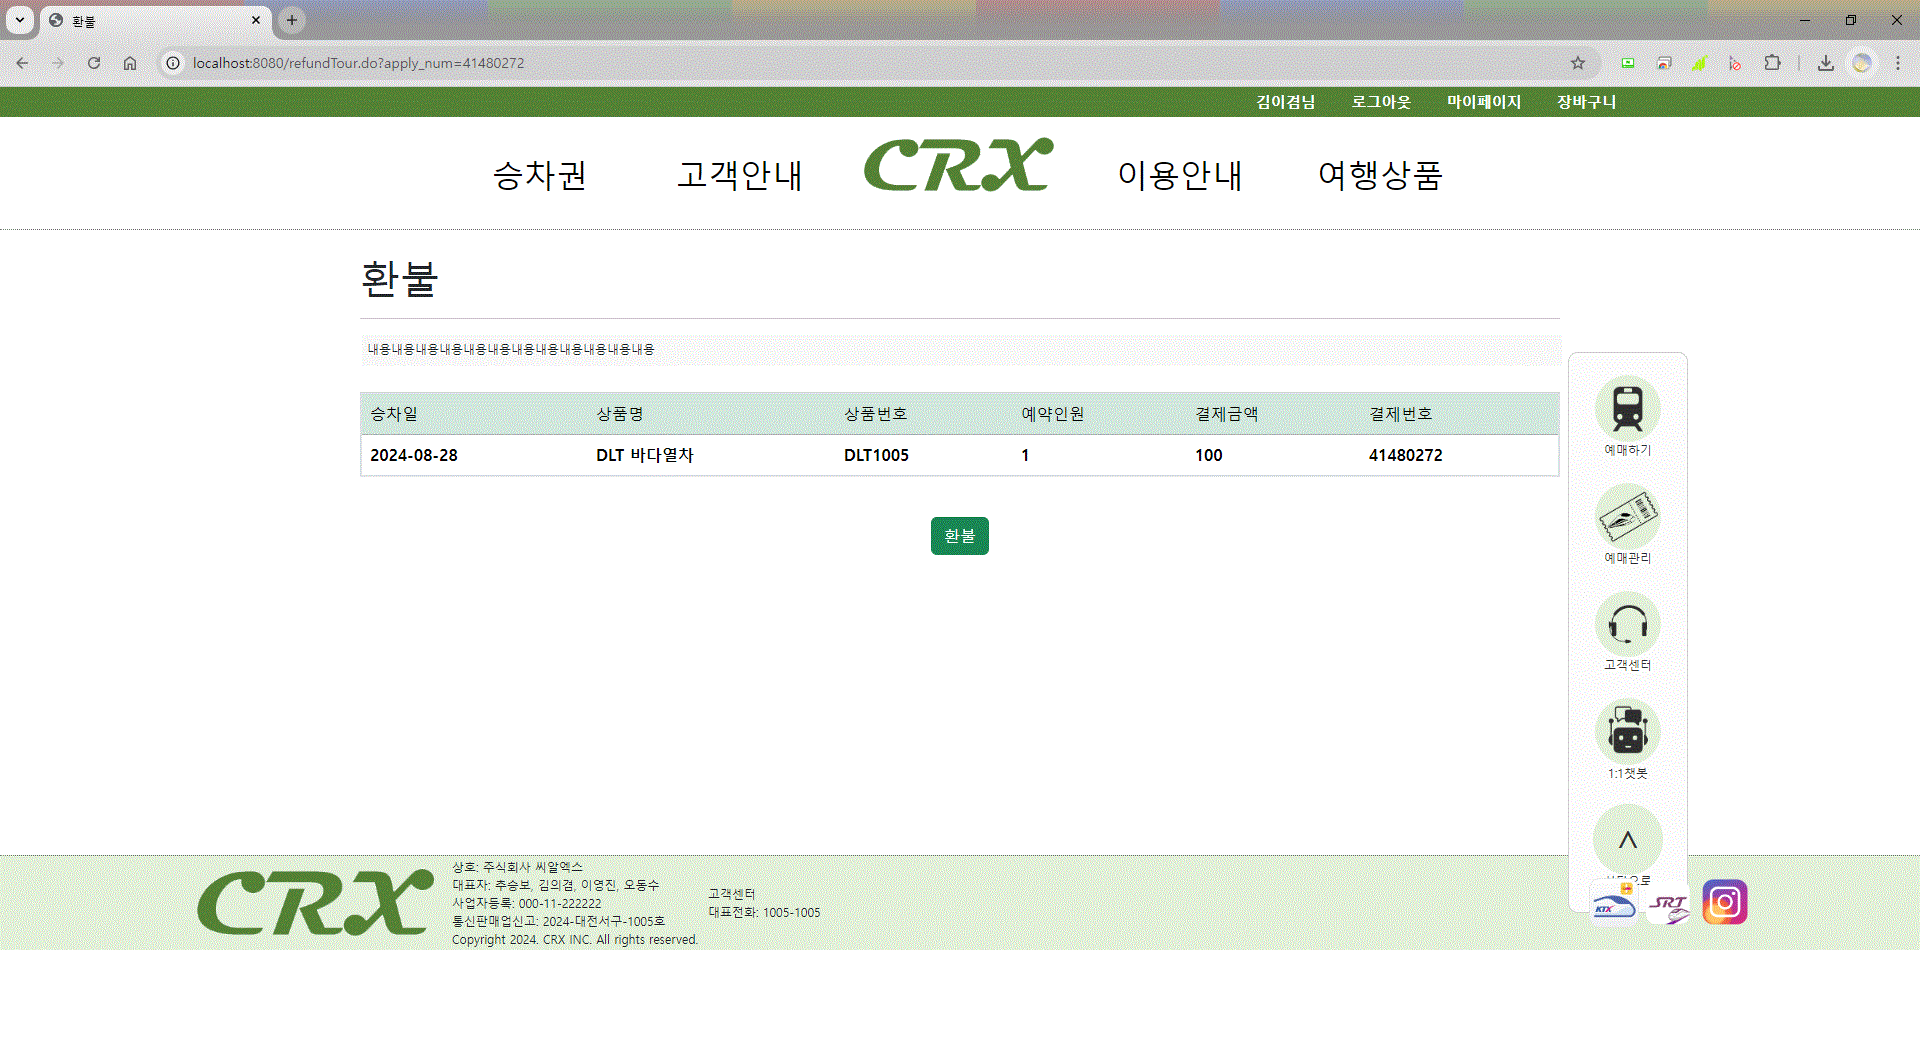 환불
localhost:8080/refundTour.do?apply_num=41480272
김이겸님 로그아웃 마이페이지 장바구니
승차권 고객안내 CRX 이용안내 여행상품
환불
내용내용내용내용내용내용내용내용내용내용내용내용
승차일 상품명 상품번호 예약인원 결제금액 결제번호
2024-08-28 DLT 바다열차 DLT1005 1 100 41480272
환불
예매하기
예매관리
고객센터
1:1챗봇
CRX
상호: 주식회사 씨알엑스
대표자: 추승보, 김의겸, 이영진, 오동수
사업자등록: 000-11-222222
통신판매업신고: 2024-대전서구-1005호
Copyright 2024. CRX INC. All rights reserved.
고객센터
대표전화: 1005-1005
KTX
SRT